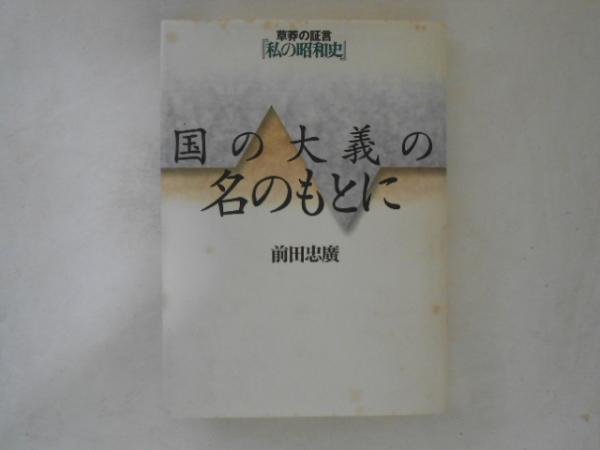 草莽の証言
『私の昭和史』
国の大義の
名のもとに
前田忠廣